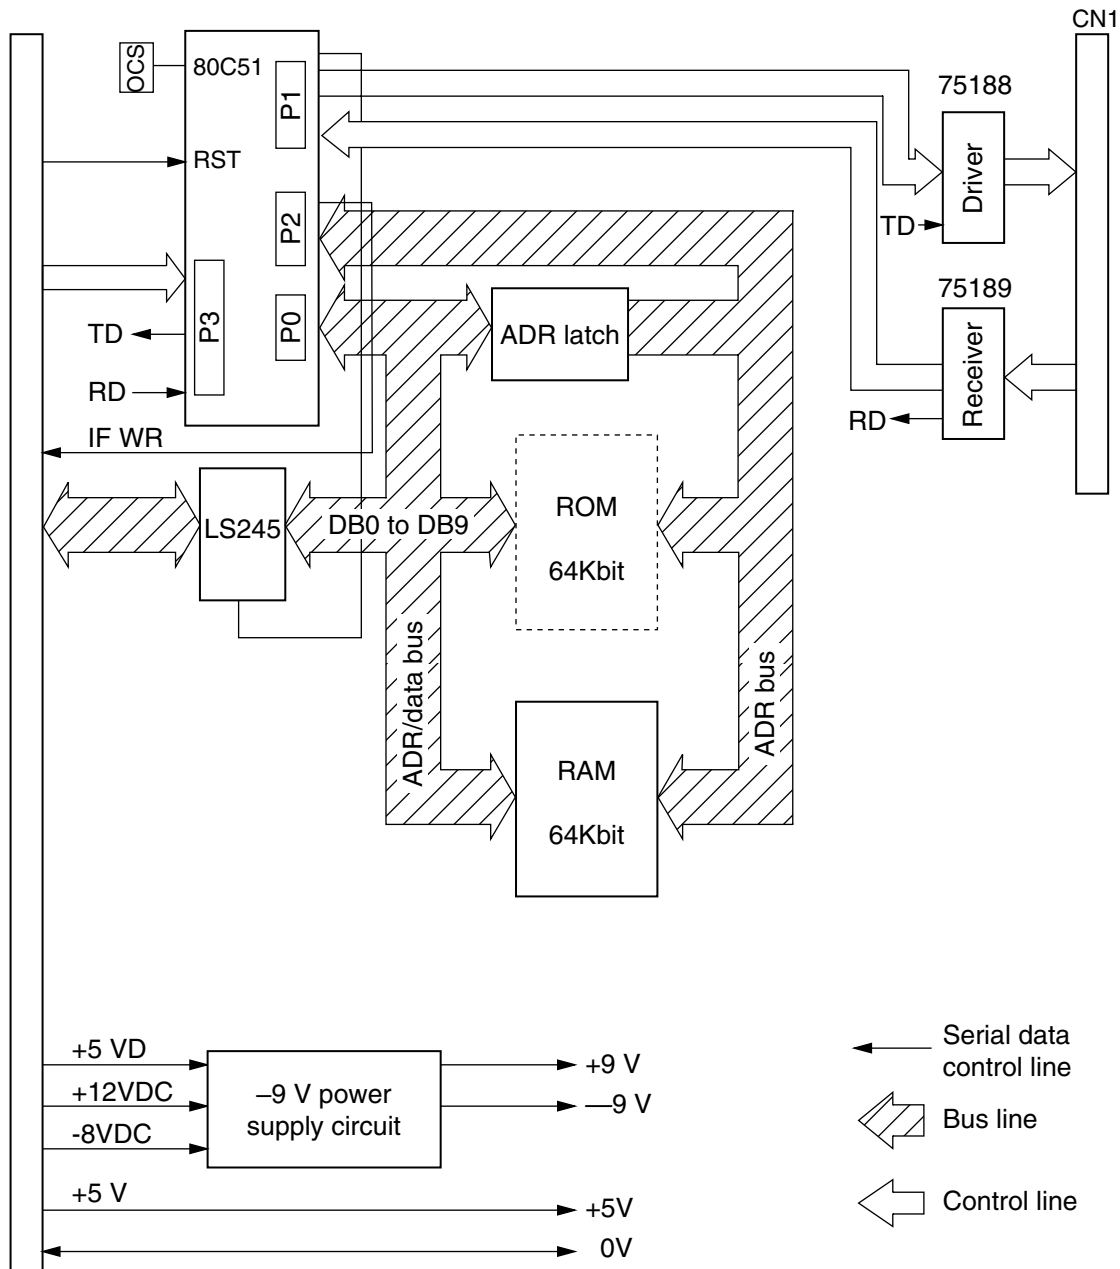 CN1
OCS
80C51
P1
75188
RST
Driver
P2
TD
75189
P3
P0
TD
ADR latch
Receiver
RD
RD
IF WR
ROM
64Kbit
LS245
DB0 to DB9
ADR/data bus
ADR bus
RAM
64Kbit
+5 VD
+12VDC
-8VDC
–9 V power
supply circuit
+9 V
—9 V
+5 V
+5V
0V
Serial data
control line
Bus line
Control line